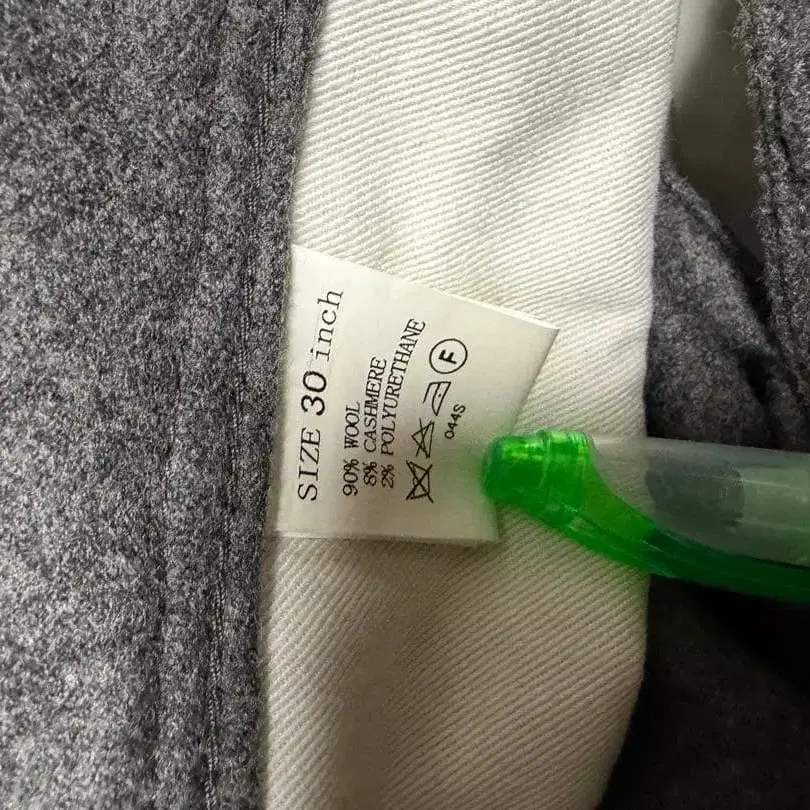 SIZE 30 inch
90% WOOL
8% CASHMERE
2% POLYURETHANE
F
044S